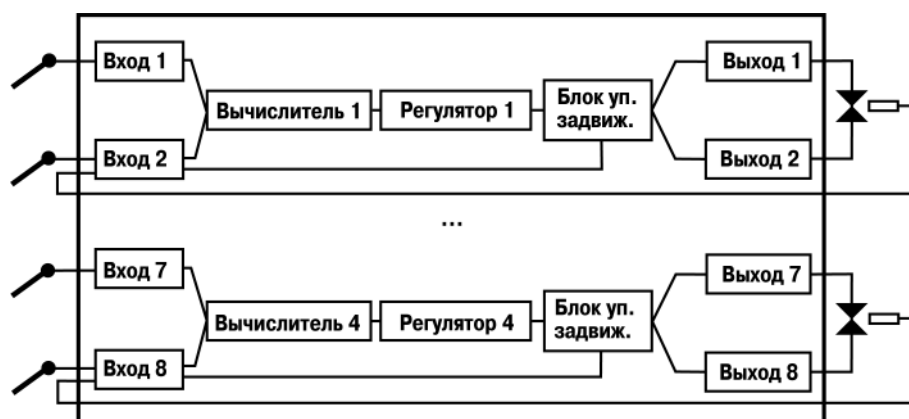 Вход 1
Выход 1
Вычислитель 1
Регулятор 1
Блок уп.
задвиж.
Вход 2
Выход 2
...
Вход 7
Выход 7
Вычислитель 4
Регулятор 4
Блок уп.
задвиж.
Вход 8
Выход 8